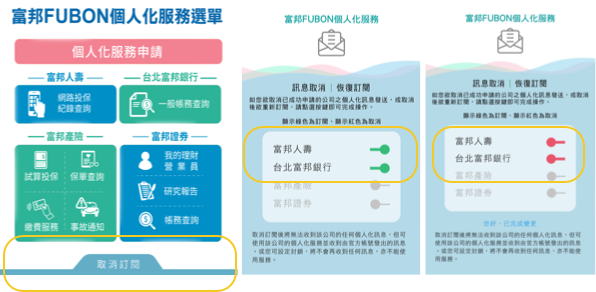 富邦FUBON個人化服務選單
個人化服務申請
富邦人壽
台北富邦銀行
網路投保
紀錄查詢
一般帳務查詢
富邦產險
富邦證券
試算投保
保單查詢
繳費服務
事故通知
我的理財
營業員
研究報告
帳務查詢
取消訂閱
富邦FUBON個人化服務
訊息取消｜恢復訂閱
如您欲取消已成功申請的公司之個人化訊息發送，或取消
後欲重新訂閱，請點選按鍵即可完成操作。
顯示綠色為訂閱、顯示紅色為取消
富邦人壽
台北富邦銀行
富邦產險
富邦證券
取消訂閱後將無法收到該公司的任何個人化訊息，但可
使用該公司的個人化服務並收到由官方帳號發出的訊息
，或您可設定封鎖，將不會再收到任何訊息，亦不能使
用服務。
富邦FUBON個人化服務
訊息取消｜恢復訂閱
如您欲取消已成功申請的公司之個人化訊息發送，或取消
後欲重新訂閱，請點選按鍵即可完成操作。
顯示綠色為訂閱、顯示紅色為取消
富邦人壽
台北富邦銀行
富邦產險
富邦證券
您好，已完成變更
取消訂閱後將無法收到該公司的任何個人化訊息，但可
使用該公司的個人化服務並收到由官方帳號發出的訊息
，或您可設定封鎖，將不會再收到任何訊息，亦不能使
用服務。